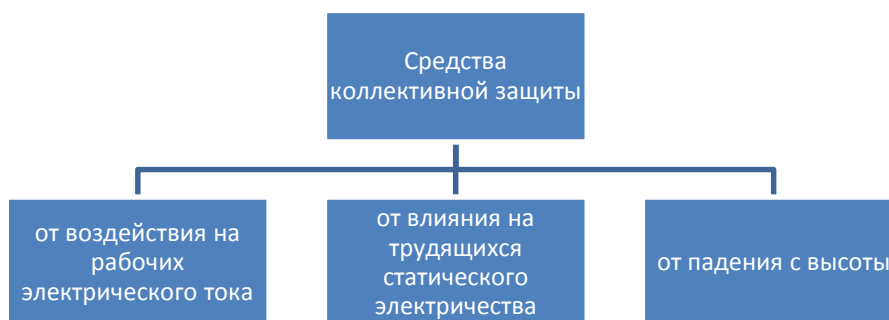 Средства
коллективной защиты
от воздействия на
рабочих
электрического тока
от влияния на
трудящихся
статического
электричества
от падения с высоты